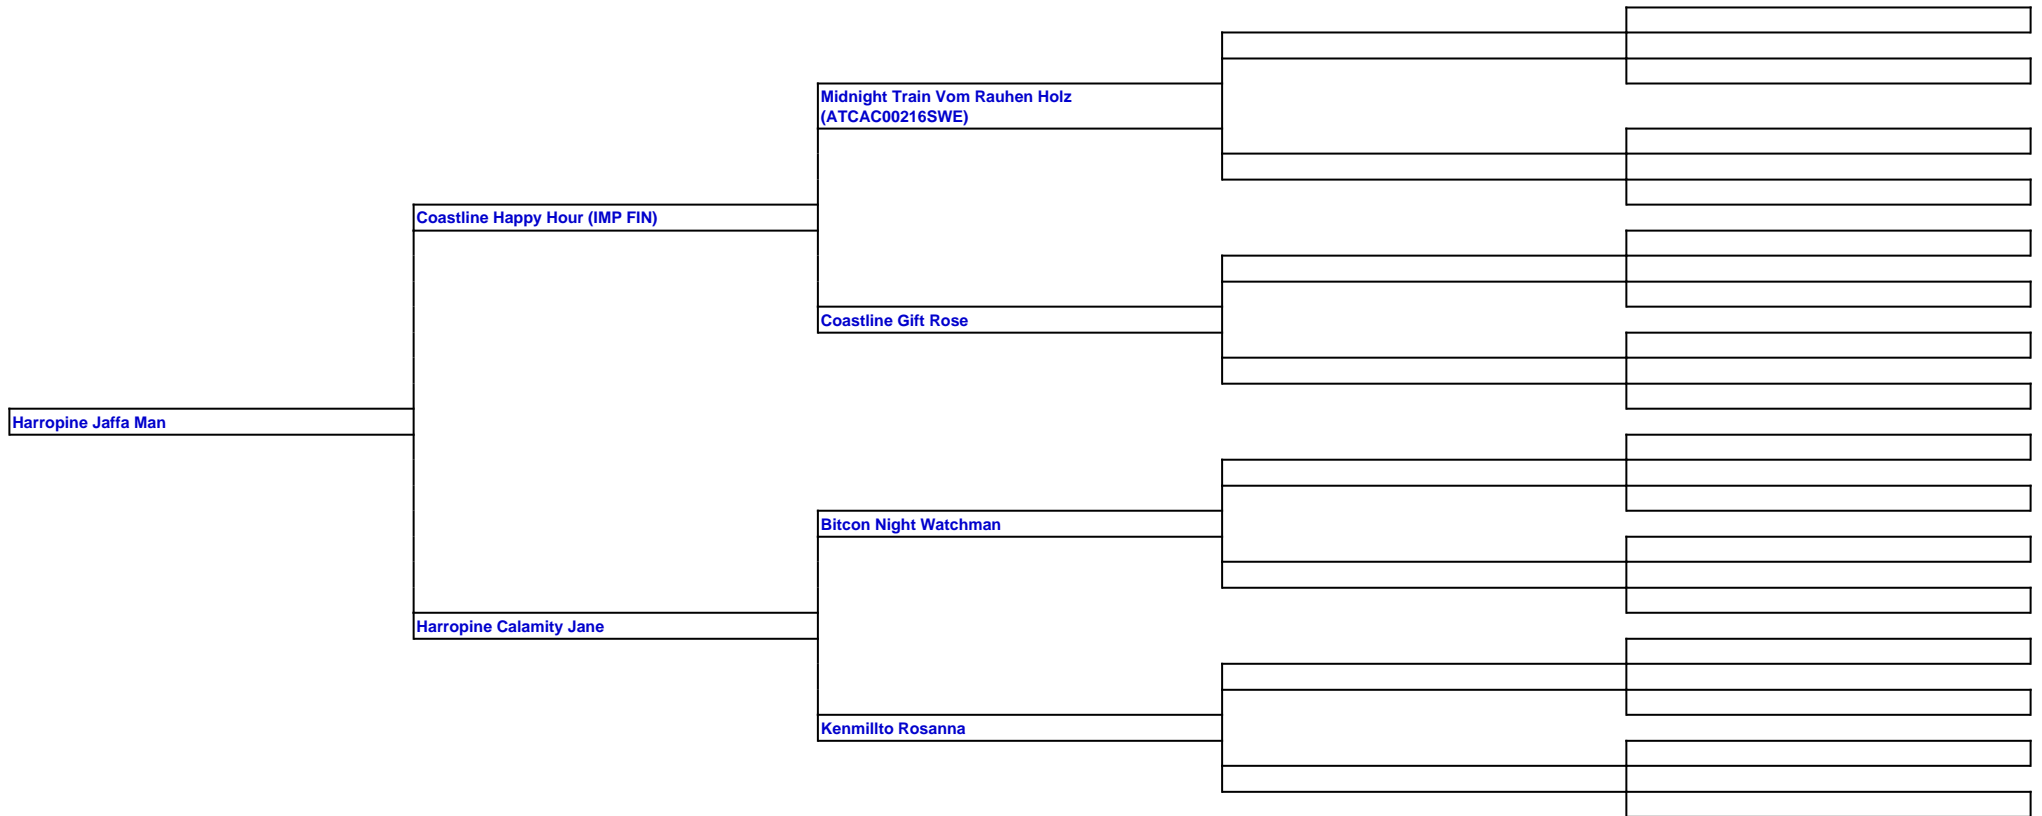 Midnight Train Vom Rauhen Holz
(ATCAC00216SWE)
Coastline Happy Hour (IMP FIN)
Coastline Gift Rose
Harropine Jaffa Man
Bitcon Night Watchman
Harropine Calamity Jane
Kenmillto Rosanna